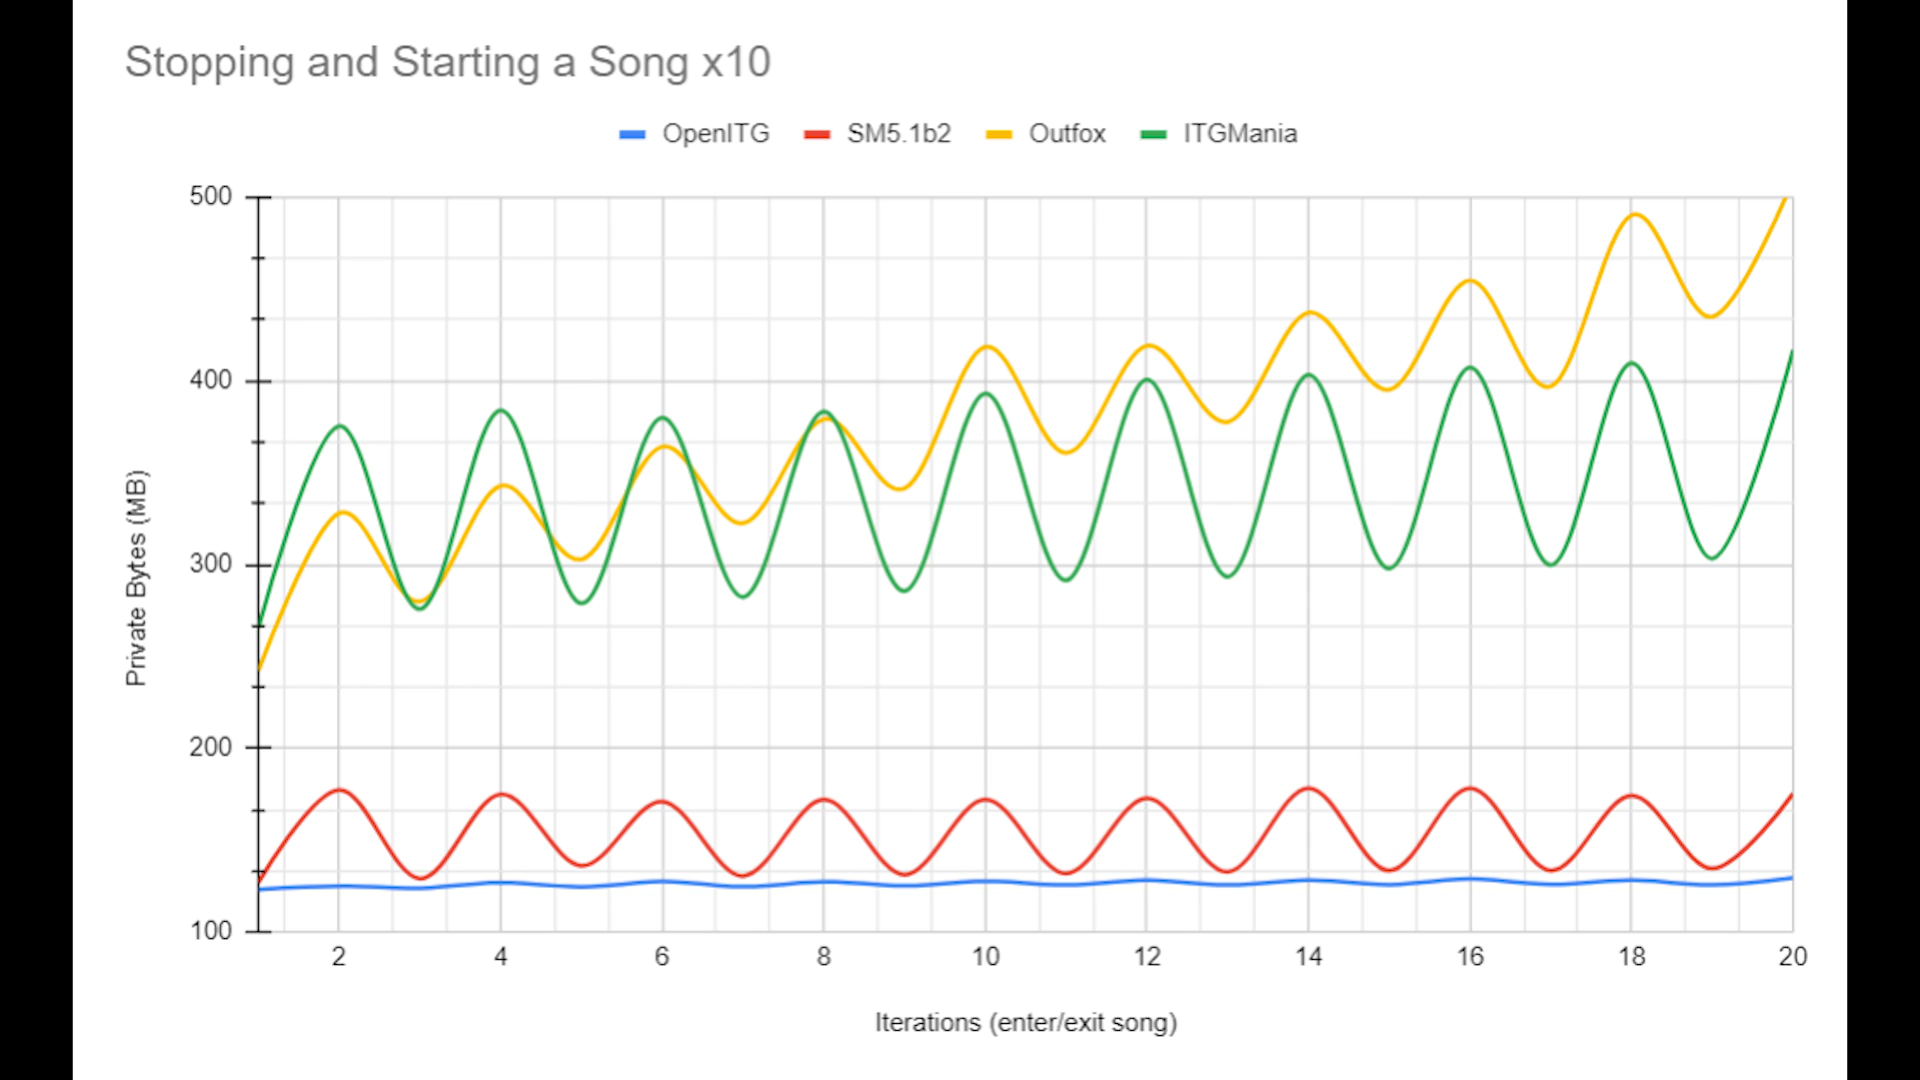 Stopping and Starting a Song x10
OpenITG SM5.1b2 Outfox ITGMania
500
400
300
200
100
Private Bytes (MB)
2 4 6 8 10 12 14 16 18 20
Iterations (enter/exit song)